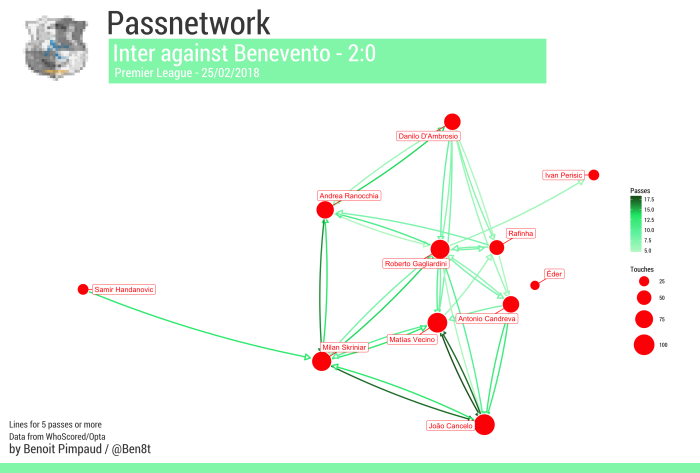 Passnetwork
Inter against Benevento - 2:0
Premier League - 25/02/2018
Danilo D'Ambrosio
Ivan Perisic
Andrea Ranocchia
Rafinha
Roberto Gagliardini
Eder
Samir Handanovic
Antonio Candreva
Matias Vecino
Milan Skriniar
João Cancelo
Passes
17.5
15.0
12.5
10.0
7.5
5.0
Touches
25
50
75
100
Lines for 5 passes or more
Data from WhoScored/Opta
by Benoit Pimpaud / @Ben8t